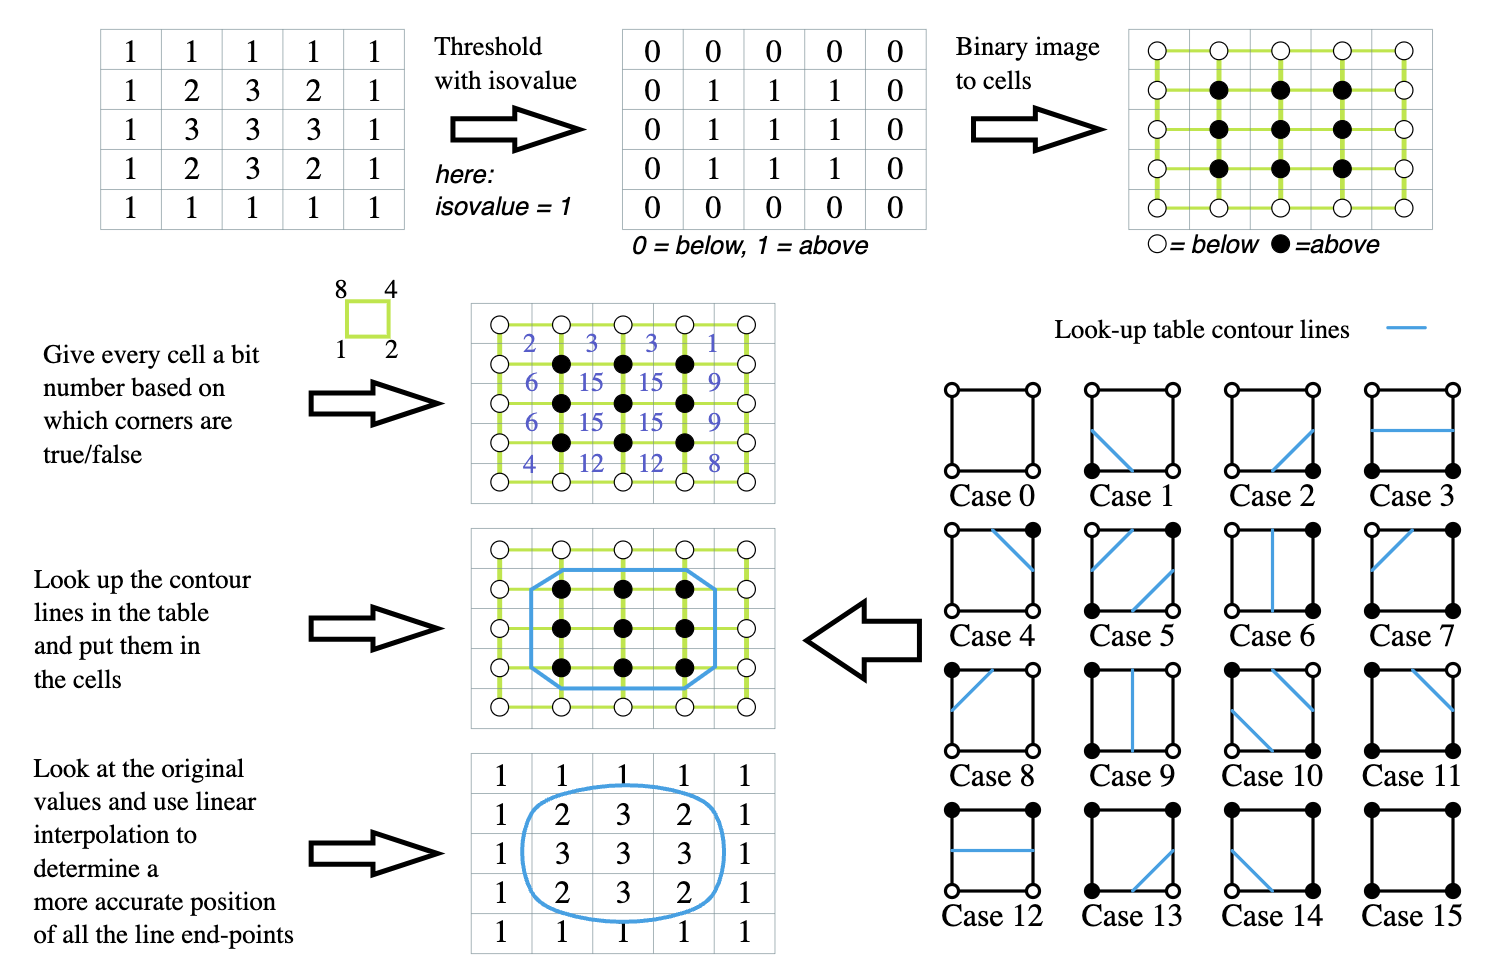 1 1 1 1 1
1 2 3 2 1
1 3 3 3 1
1 2 3 2 1
1 1 1 1 1
Threshold
with isovalue
here:
isovalue = 1
0 0 0 0 0
0 1 1 1 0
0 1 1 1 0
0 1 1 1 0
0 0 0 0 0
0 = below, 1 = above
Binary image
to cells
= below =above
Give every cell a bit
number based on
which corners are
true/false
8 4
1 2
2 3 3 1
6 15 15 9
6 15 15 9
4 12 12 8
Look up the contour
lines in the table
and put them in
the cells
Look-up table contour lines
Case 0 Case 1 Case 2 Case 3
Case 4 Case 5 Case 6 Case 7
Case 8 Case 9 Case 10 Case 11
Case 12 Case 13 Case 14 Case 15
Look at the original
values and use linear
interpolation to
determine a
more accurate position
of all the line end-points
1 1 1 1 1
1 2 3 2 1
1 3 3 3 1
1 2 3 2 1
1 1 1 1 1